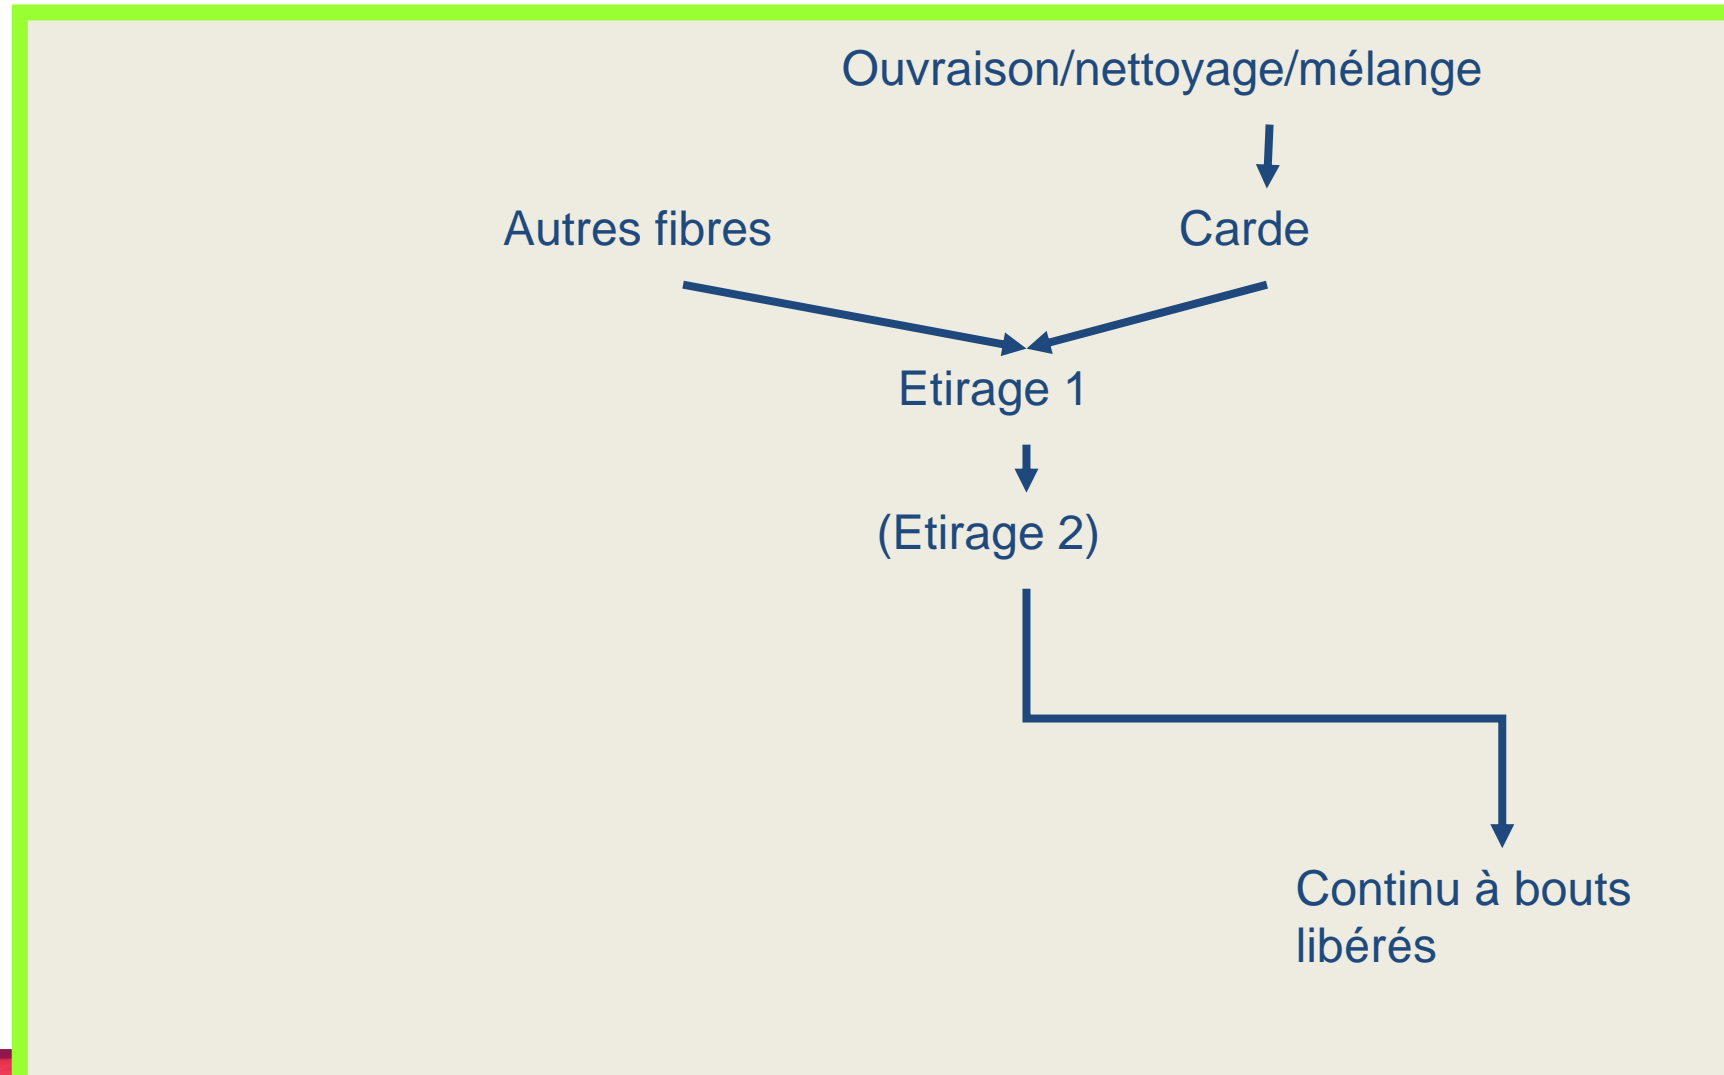 Ouvraison/nettoyage/mélange
Autres fibres
Carde
Etirage 1
(Etirage 2)
Continu à bouts
libérés